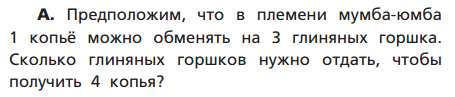 А. Предположим, что в племени мумба-юмба
1 копьё можно обменять на 3 глиняных горшка.
Сколько глиняных горшков нужно отдать, чтобы
получить 4 копья?